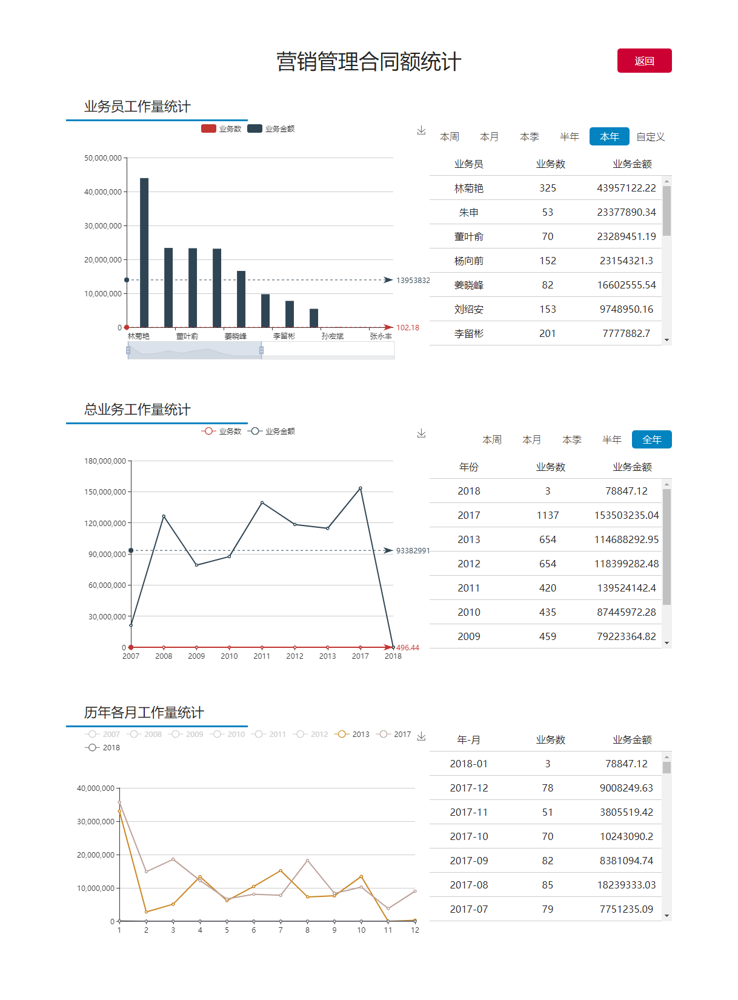 营销管理合同额统计
返回
业务员工作量统计
业务数 业务金额
本周 本月 本季 半年 本年 自定义
50,000,000
40,000,000
30,000,000
20,000,000
10,000,000
0
13953832
102.18
林菊艳 董叶俞 姜晓峰 李留彬 孙宏斌 张永丰
业务员 业务数 业务金额
林菊艳 325 43957122.22
朱申 53 23377890.34
董叶俞 70 23289451.19
杨向前 152 23154321.3
姜晓峰 82 16602555.54
刘绍安 153 9748950.16
李留彬 201 7777882.7
总业务工作量统计
业务数 业务金额
本周 本月 本季 半年 全年
180,000,000
150,000,000
120,000,000
90,000,000
60,000,000
30,000,000
0
93382991
496.44
2007 2008 2009 2010 2011 2012 2013 2017 2018
年份 业务数 业务金额
2018 3 78847.12
2017 1137 153503235.04
2013 654 114688292.95
2012 654 118399282.48
2011 420 139524142.4
2010 435 87445972.28
2009 459 79223364.82
历年各月工作量统计
2007 2008 2009 2010 2011 2012 2013 2017
2018
40,000,000
30,000,000
20,000,000
10,000,000
0
1 2 3 4 5 6 7 8 9 10 11 12
年-月 业务数 业务金额
2018-01 3 78847.12
2017-12 78 9008249.63
2017-11 51 3805519.42
2017-10 70 10243090.2
2017-09 82 8381094.74
2017-08 85 18239333.03
2017-07 79 7751235.09